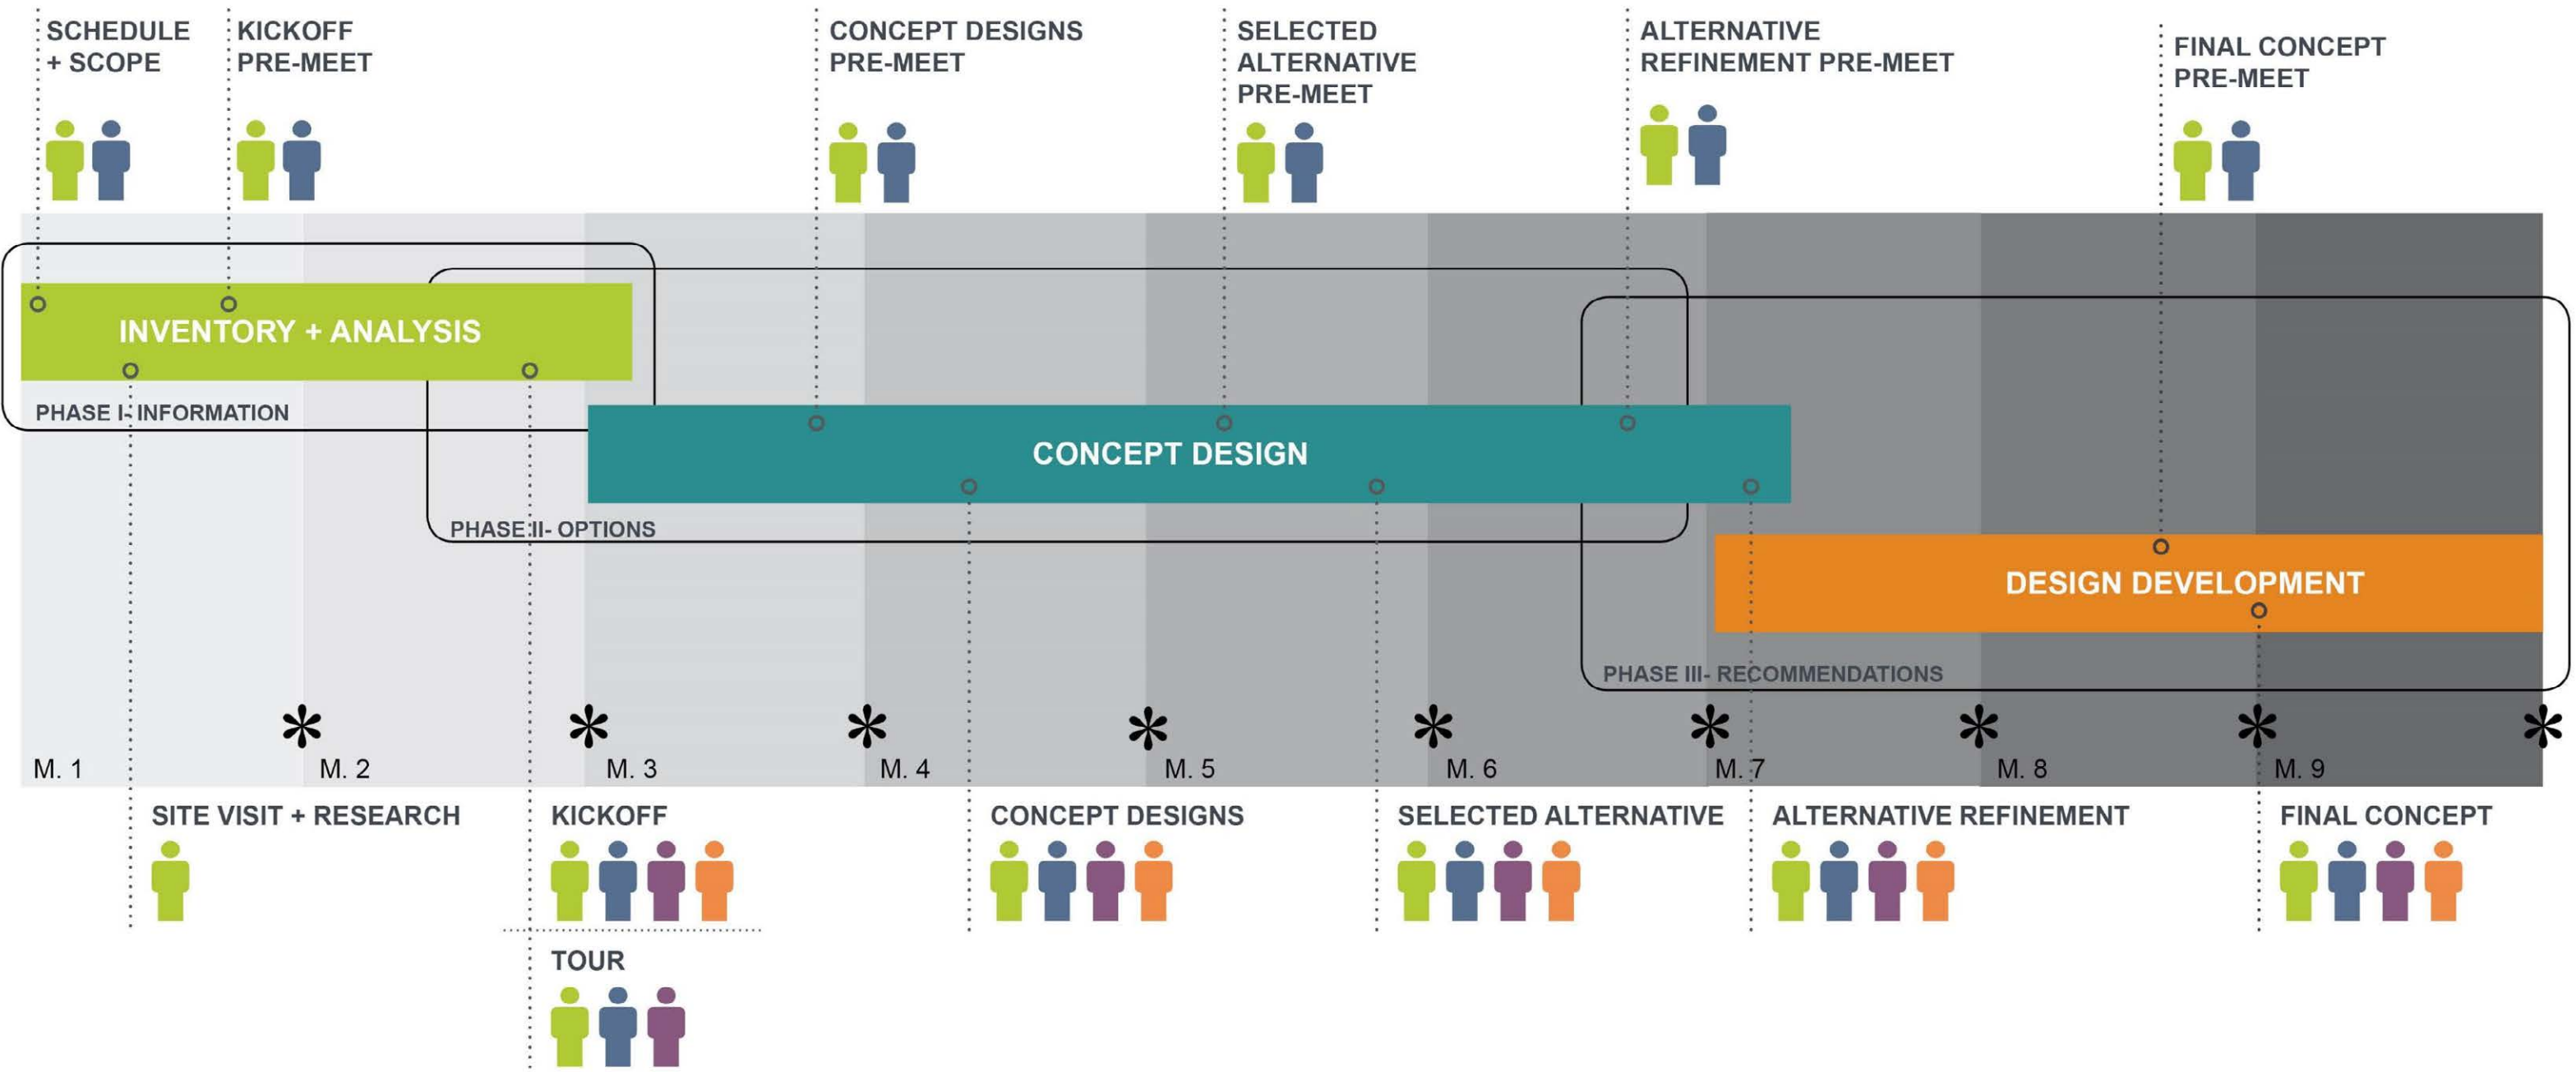 SCHEDULE
+ SCOPE
KICKOFF
PRE-MEET
CONCEPT DESIGNS
PRE-MEET
SELECTED
ALTERNATIVE
PRE-MEET
ALTERNATIVE
REFINEMENT PRE-MEET
FINAL CONCEPT
PRE-MEET
INVENTORY + ANALYSIS
PHASE I- INFORMATION
CONCEPT DESIGN
PHASE II- OPTIONS
DESIGN DEVELOPMENT
PHASE III- RECOMMENDATIONS
* * * * * * * * *
M. 1 M. 2 M. 3 M. 4 M. 5 M. 6 M. 7 M. 8 M. 9
SITE VISIT + RESEARCH
KICKOFF
CONCEPT DESIGNS
SELECTED ALTERNATIVE
ALTERNATIVE REFINEMENT
FINAL CONCEPT
TOUR